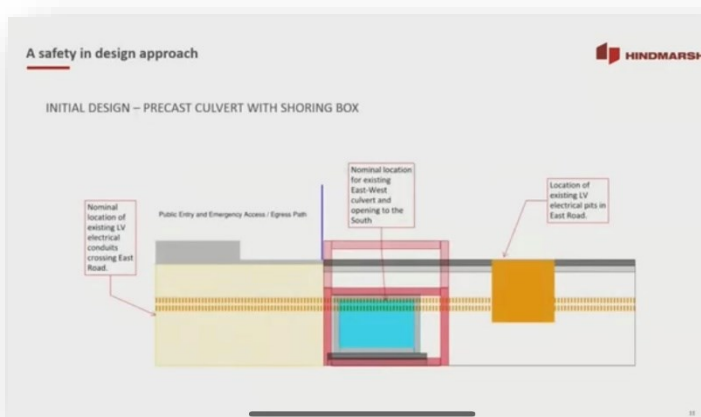 A safety in design approach
HINDMARSH
INITIAL DESIGN – PRECAST CULVERT WITH SHORING BOX
Nominal location
for existing
East-West
culvert and
opening to the
South
Location of
existing LV
electrical pits in
East Road.
Nominal
location of
existing LV
electrical
conduits
crossing East
Road.
Public Entry and Emergency Access / Egress Path